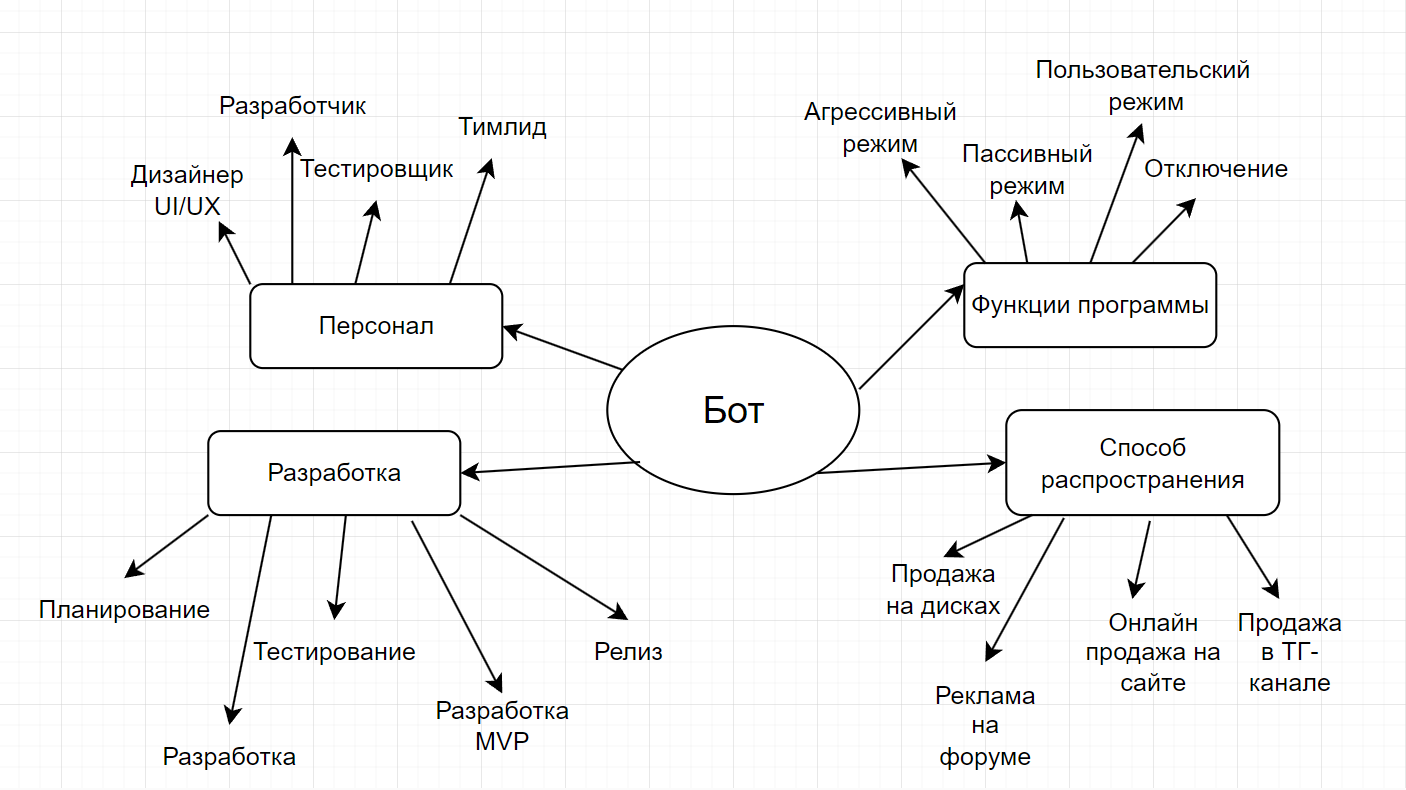 Разработчик
Тимлид
Дизайнер
UI/UX
Тестировщик
Персонал
Пользовательский
режим
Агрессивный
режим
Пассивный
режим
Отключение
Функции программы
Бот
Разработка
Планирование
Тестирование
Релиз
Разработка
MVP
Разработка
Способ
распространения
Продажа
на дисках
Онлайн
продажа на
сайте
Продажа
в ТГ-
канале
Реклама
на
форуме